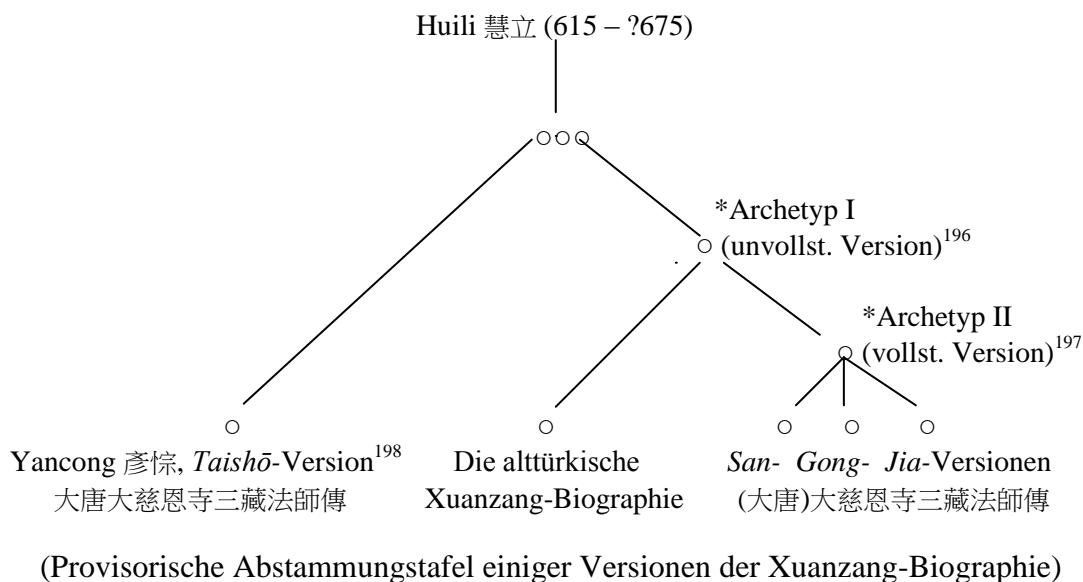 Huili 慧立 (615 – ?675)
*Archetyp I
(unvollst. Version)196
*Archetyp II
(vollst. Version)197
Yancong 彥悰, Taishō-Version198
大唐大慈恩寺三藏法師傳
Die alttürkische
Xuanzang-Biographie
San- Gong- Jia-Versionen
(大唐)大慈恩寺三藏法師傳
(Provisorische Abstammungstafel einiger Versionen der Xuanzang-Biographie)